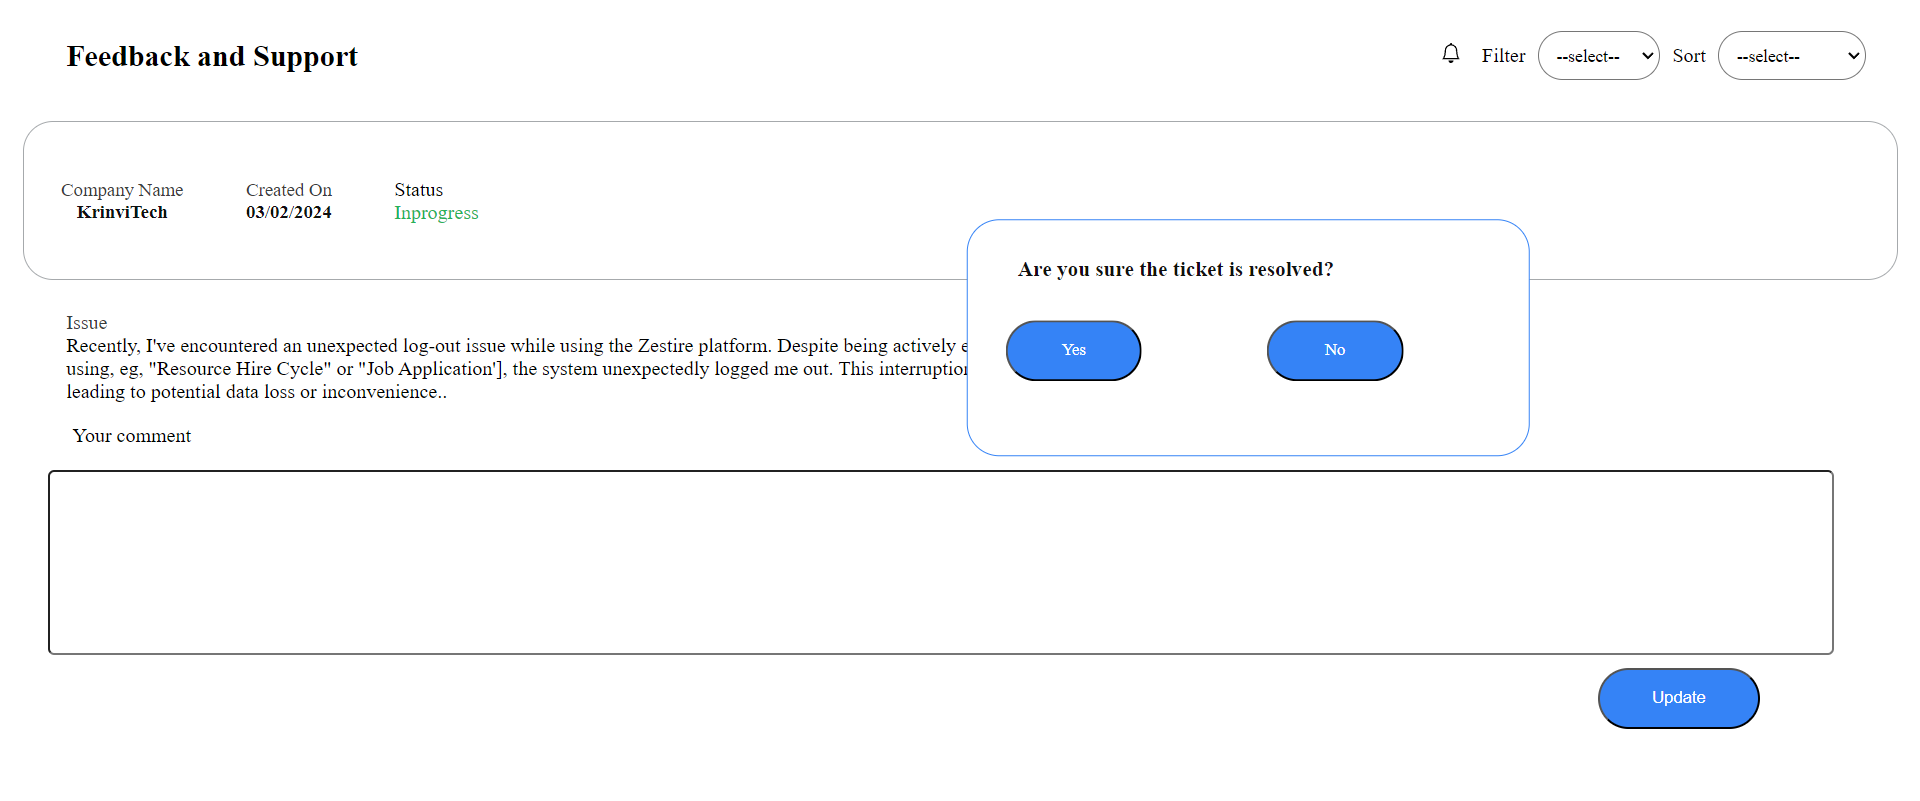 Feedback and Support
Filter --select-- Sort --select--
Company Name Created On Status
KrinviTech 03/02/2024 Inprogress
Are you sure the ticket is resolved?
Yes No
Issue
Recently, I've encountered an unexpected log-out issue while using the Zestire platform. Despite being actively
using, eg, "Resource Hire Cycle" or "Job Application'], the system unexpectedly logged me out. This interruption
leading to potential data loss or inconvenience..
Your comment
Update